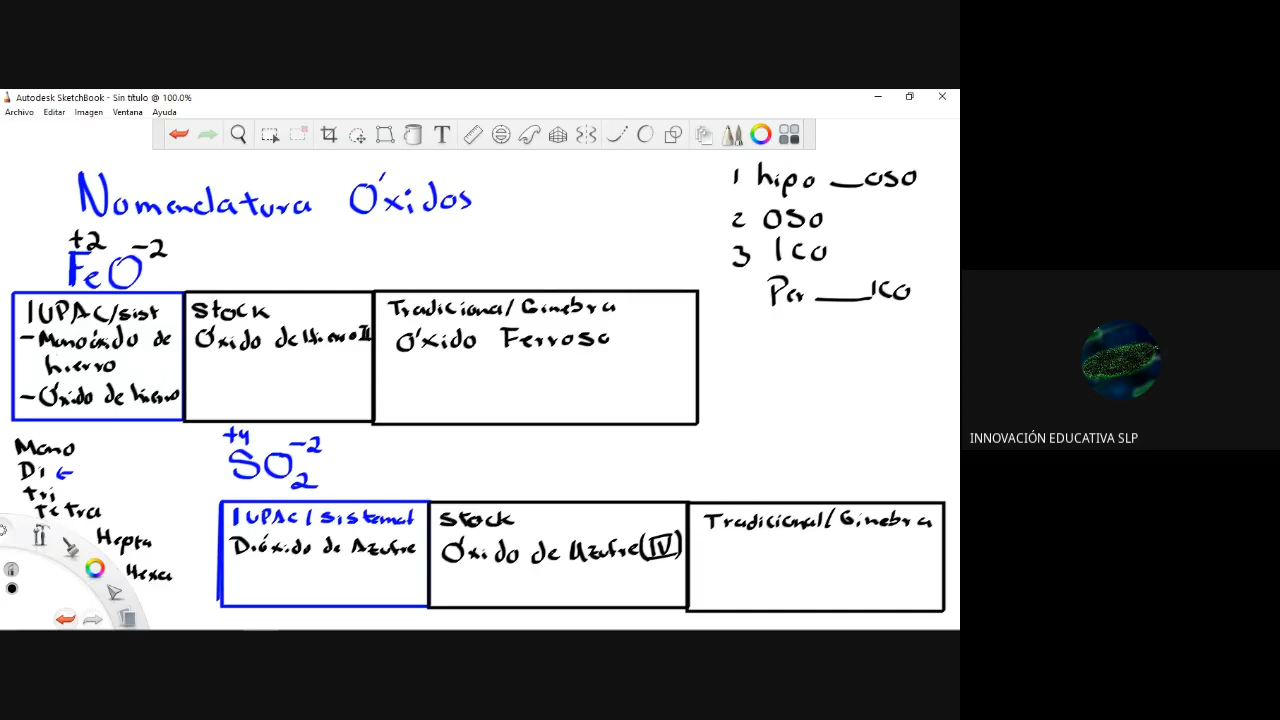 Autodesk SketchBook - Sin título @ 100.0%
Archivo Editar Imagen Ventana Ayuda
T
Nomenclatura Óxidos
1 hipo __oso
2 oso
3 Ico
Per ___ICO
+2 -2
FeO
IUPAC/sist
- Monóxido de
hierro
- Óxido de hierro
Stock
Óxido de Hierro II
Tradicional/Ginebra
Óxido Ferroso
Mono
Di ←
tri
Tetra
Hepta
Hexa
+4 -2
SO2
IUPAC/Sistemat
Dióxido de Azufre
Stock
Óxido de Azufre (IV)
Tradicional/Ginebra
INNOVACIÓN EDUCATIVA SLP